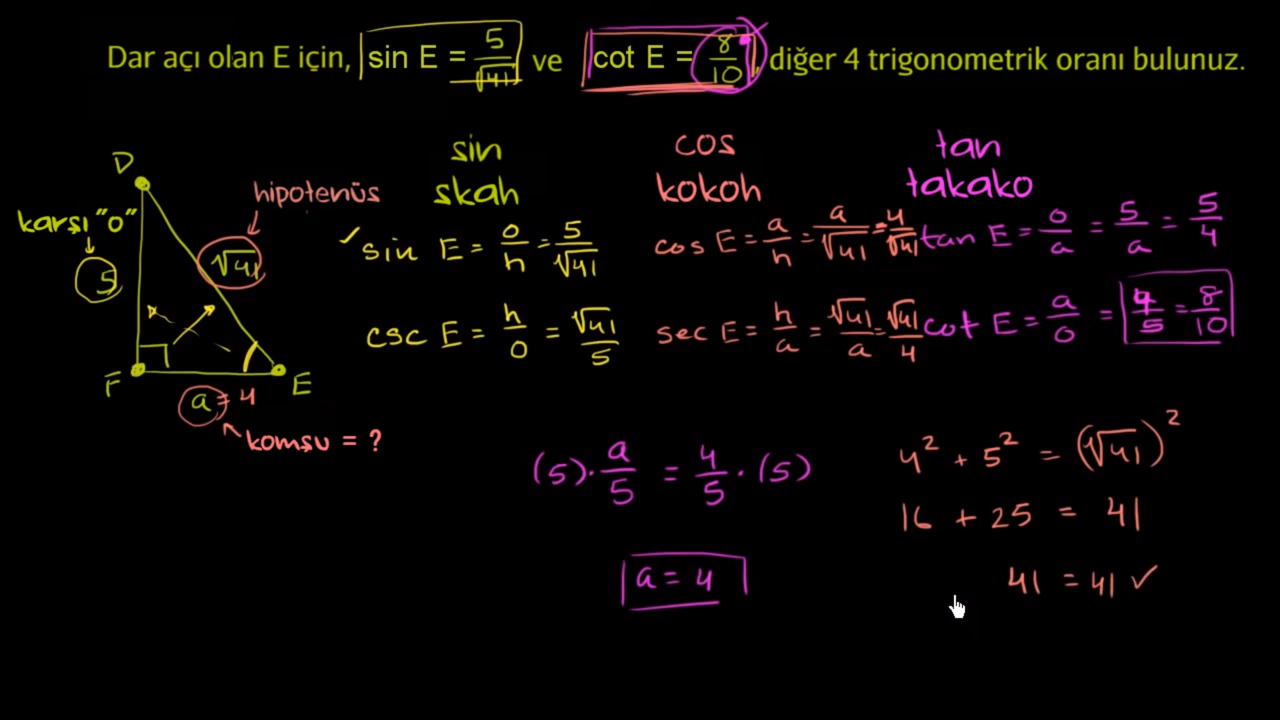 Dar açı olan E için, sin E = 5/√41 ve cot E = 8/10, diğer 4 trigonometrik oranı bulunuz.
sin cos tan
skah kokoh takako
D
hipotenüs
karşı "o"
5
√41
F
E
a = 4
komşu = ?
✓ sin E = o/h = 5/√41
cos E = a/h = a/√41 = 4/√41
tan E = o/a = 5/a = 5/4
csc E = h/o = √41/5
sec E = h/a = √41/a = √41/4
cot E = a/o = 4/5 = 8/10
(5) · a/5 = 4/5 · (5)
a = 4
4² + 5² = (√41)²
16 + 25 = 41
41 = 41 ✓